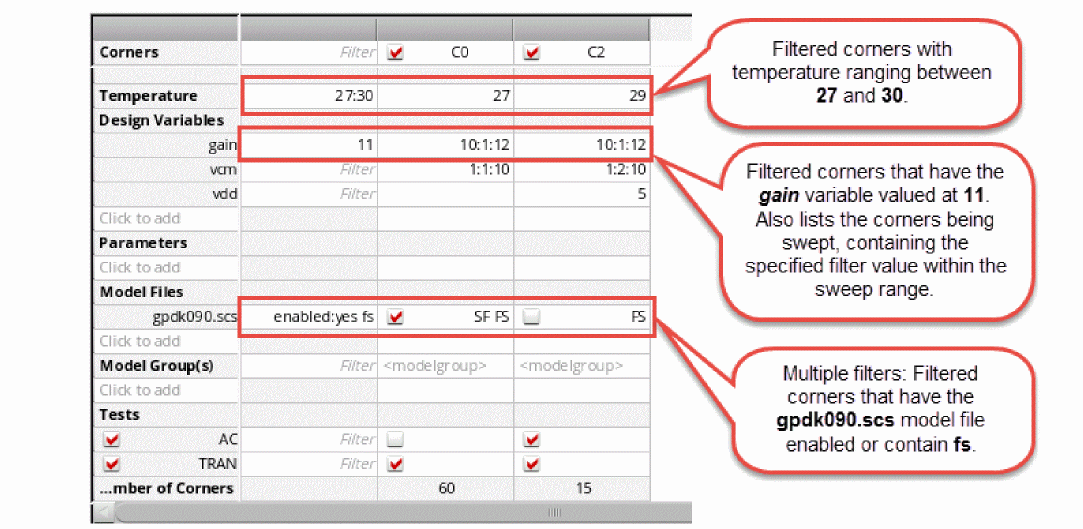 Corners Filter C0 C2
Temperature 27:30 27 29
Design Variables
gain 11 10:1:12 10:1:12
vcm Filter 1:1:10 1:2:10
vdd Filter 5
Click to add
Parameters
Click to add
Model Files
gpdk090.scs enabled:yes fs SF FS FS
Click to add
Model Group(s) Filter <modelgroup> <modelgroup>
Click to add
Tests
AC Filter
TRAN Filter
...mber of Corners 60 15
Filtered corners with
temperature ranging between
27 and 30.
Filtered corners that have the
gain variable valued at 11.
Also lists the corners being
swept, containing the
specified filter value within the
sweep range.
Multiple filters: Filtered
corners that have the
gpdk090.scs model file
enabled or contain fs.